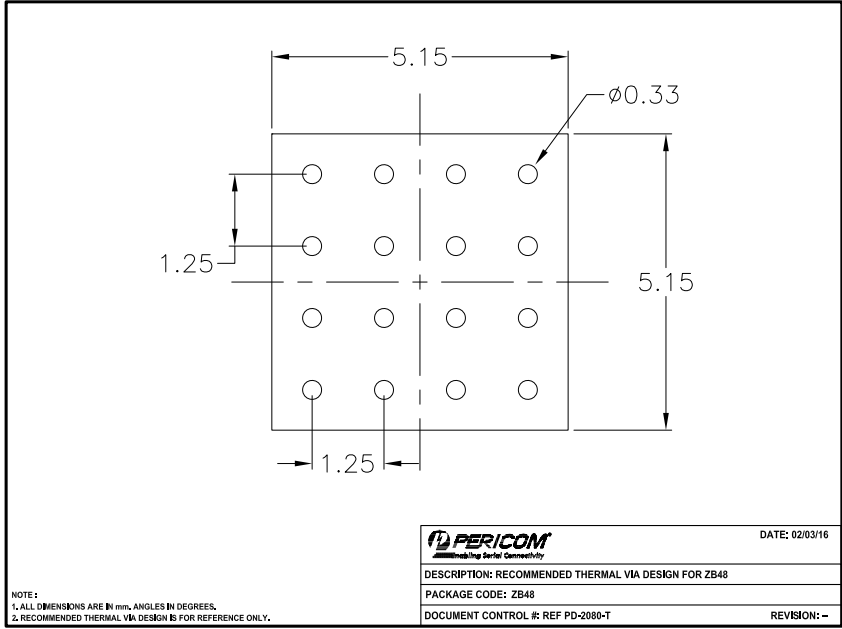 5.15
ø0.33
1.25
5.15
1.25
PERICOM®
Enabling Serial Connectivity
DATE: 02/03/16
DESCRIPTION: RECOMMENDED THERMAL VIA DESIGN FOR ZB48
PACKAGE CODE: ZB48
DOCUMENT CONTROL #: REF PD-2080-T
REVISION: –
NOTE :
1. ALL DIMENSIONS ARE IN mm. ANGLES IN DEGREES.
2. RECOMMENDED THERMAL VIA DESIGN IS FOR REFERENCE ONLY.